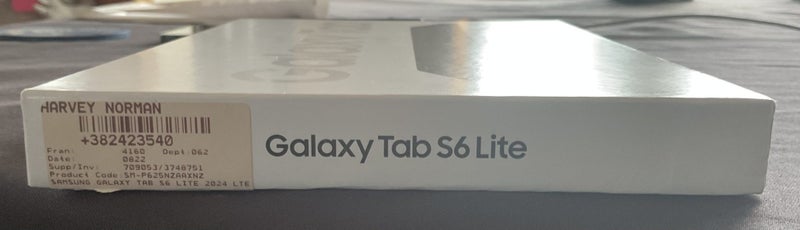 HARVEY NORMAN
+382423540
Fran: 4160 Dept:062
Date: 0822
Supp/Inv: 709053/J748751
Product Code:SM-P625NZAAXNZ
SAMSUNG GALAXY TAB S6 LITE 2024 LTE
Galaxy Tab S6 Lite